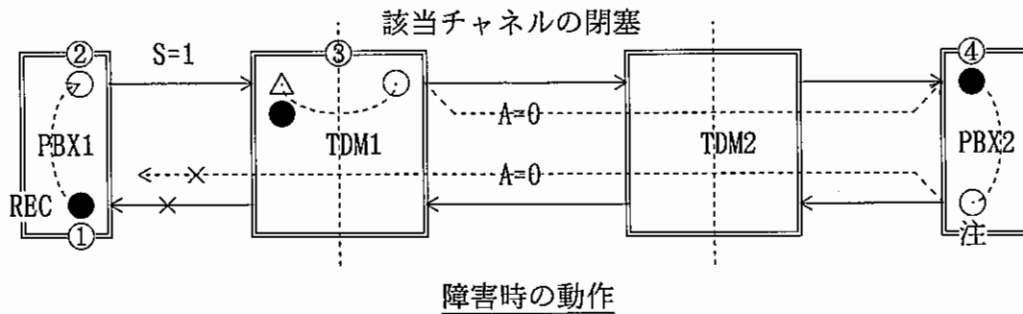 該当チャネルの閉塞
② S=1 ③ ④
A=0
PBX1 TDM1 TDM2 PBX2
A=0
REC
① 注
障害時の動作